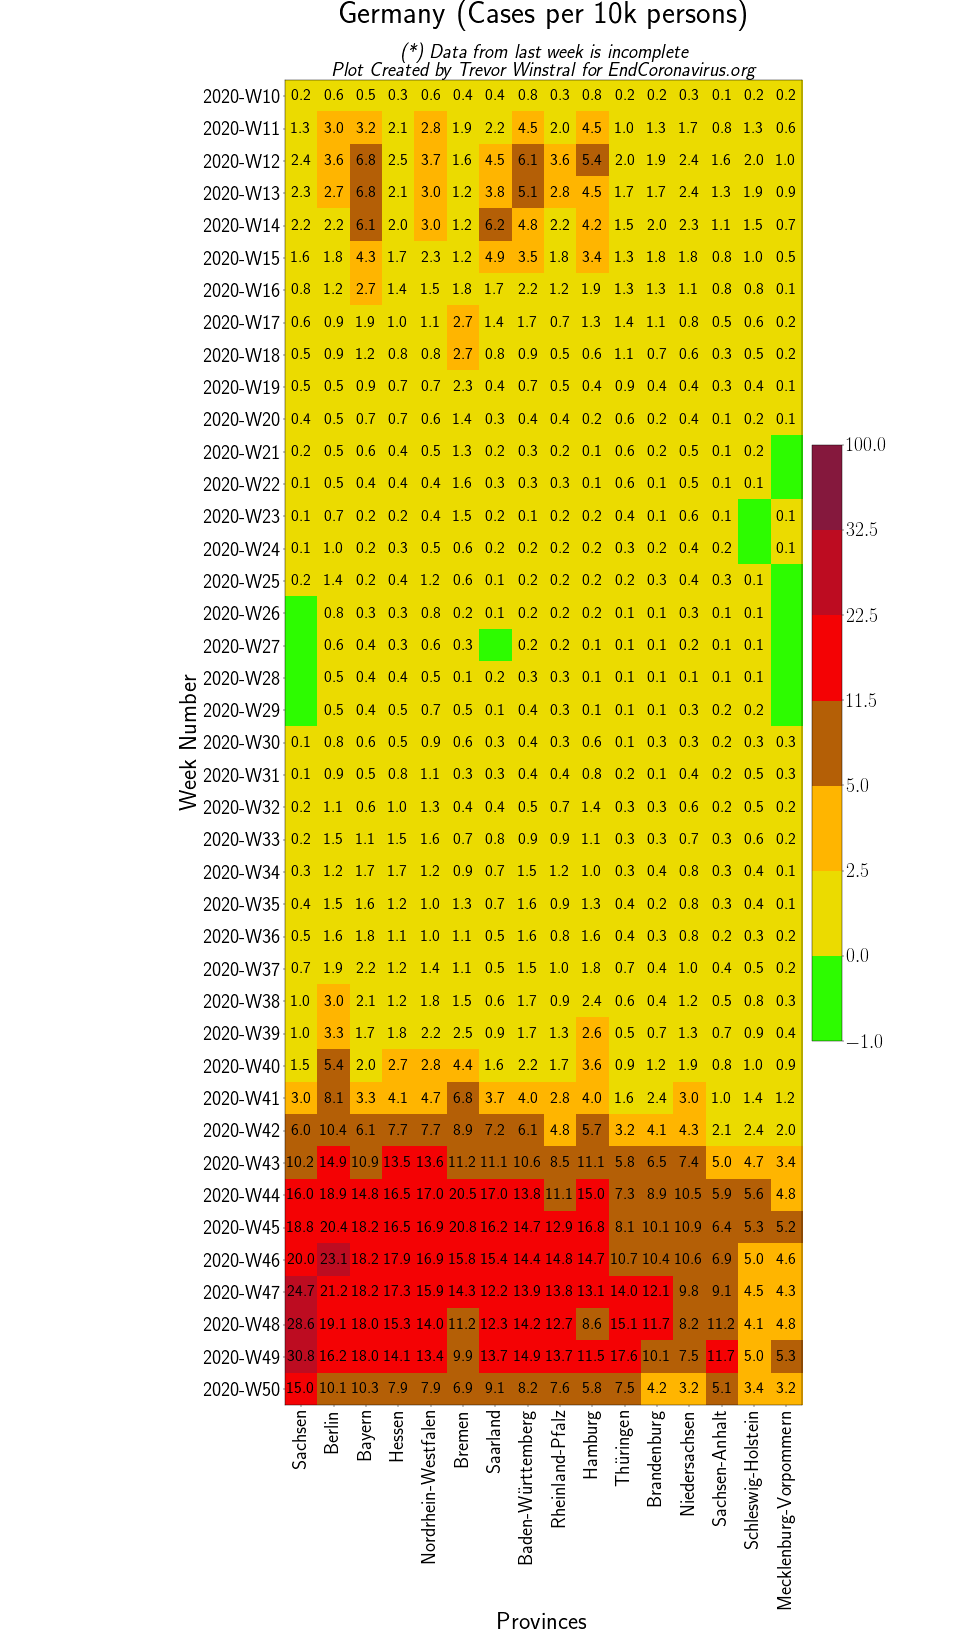 Germany (Cases per 10k persons)
(*) Data from last week is incomplete
Plot Created by Trevor Winstral for EndCoronavirus.org
2020-W10 0.2 0.6 0.5 0.3 0.6 0.4 0.4 0.8 0.3 0.8 0.2 0.2 0.3 0.1 0.2 0.2
2020-W11 1.3 3.0 3.2 2.1 2.8 1.9 2.2 4.5 2.0 4.5 1.0 1.3 1.7 0.8 1.3 0.6
2020-W12 2.4 3.6 6.8 2.5 3.7 1.6 4.5 6.1 3.6 5.4 2.0 1.9 2.4 1.6 2.0 1.0
2020-W13 2.3 2.7 6.8 2.1 3.0 1.2 3.8 5.1 2.8 4.5 1.7 1.7 2.4 1.3 1.9 0.9
2020-W14 2.2 2.2 6.1 2.0 3.0 1.2 6.2 4.8 2.2 4.2 1.5 2.0 2.3 1.1 1.5 0.7
2020-W15 1.6 1.8 4.3 1.7 2.3 1.2 4.9 3.5 1.8 3.4 1.3 1.8 1.8 0.8 1.0 0.5
2020-W16 0.8 1.2 2.7 1.4 1.5 1.8 1.7 2.2 1.2 1.9 1.3 1.3 1.1 0.8 0.8 0.1
2020-W17 0.6 0.9 1.9 1.0 1.1 2.7 1.4 1.7 0.7 1.3 1.4 1.1 0.8 0.5 0.6 0.2
2020-W18 0.5 0.9 1.2 0.8 0.8 2.7 0.8 0.9 0.5 0.6 1.1 0.7 0.6 0.3 0.5 0.2
2020-W19 0.5 0.5 0.9 0.7 0.7 2.3 0.4 0.7 0.5 0.4 0.9 0.4 0.4 0.3 0.4 0.1
2020-W20 0.4 0.5 0.7 0.7 0.6 1.4 0.3 0.4 0.4 0.2 0.6 0.2 0.4 0.1 0.2 0.1
2020-W21 0.2 0.5 0.6 0.4 0.5 1.3 0.2 0.3 0.2 0.1 0.6 0.2 0.5 0.1 0.2
2020-W22 0.1 0.5 0.4 0.4 0.4 1.6 0.3 0.3 0.3 0.1 0.6 0.1 0.5 0.1 0.1
2020-W23 0.1 0.7 0.2 0.2 0.4 1.5 0.2 0.1 0.2 0.2 0.4 0.1 0.6 0.1 0.1
2020-W24 0.1 1.0 0.2 0.3 0.5 0.6 0.2 0.2 0.2 0.2 0.3 0.2 0.4 0.2 0.1
2020-W25 0.2 1.4 0.2 0.4 1.2 0.6 0.1 0.2 0.2 0.2 0.2 0.3 0.4 0.3 0.1
2020-W26 0.8 0.3 0.3 0.8 0.2 0.1 0.2 0.2 0.2 0.1 0.1 0.3 0.1 0.1
2020-W27 0.6 0.4 0.3 0.6 0.3 0.2 0.2 0.1 0.1 0.1 0.2 0.1 0.1
2020-W28 0.5 0.4 0.4 0.5 0.1 0.2 0.3 0.3 0.1 0.1 0.1 0.1 0.1 0.1
2020-W29 0.5 0.4 0.5 0.7 0.5 0.1 0.4 0.3 0.1 0.1 0.1 0.3 0.2 0.2
2020-W30 0.1 0.8 0.6 0.5 0.9 0.6 0.3 0.4 0.3 0.6 0.1 0.3 0.3 0.2 0.3 0.3
2020-W31 0.1 0.9 0.5 0.8 1.1 0.3 0.3 0.4 0.4 0.8 0.2 0.1 0.4 0.2 0.5 0.3
2020-W32 0.2 1.1 0.6 1.0 1.3 0.4 0.4 0.5 0.7 1.4 0.3 0.3 0.6 0.2 0.5 0.2
2020-W33 0.2 1.5 1.1 1.5 1.6 0.7 0.8 0.9 0.9 1.1 0.3 0.3 0.7 0.3 0.6 0.2
2020-W34 0.3 1.2 1.7 1.7 1.2 0.9 0.7 1.5 1.2 1.0 0.3 0.4 0.8 0.3 0.4 0.1
2020-W35 0.4 1.5 1.6 1.2 1.0 1.3 0.7 1.6 0.9 1.3 0.4 0.2 0.8 0.3 0.4 0.1
2020-W36 0.5 1.6 1.8 1.1 1.0 1.1 0.5 1.6 0.8 1.6 0.4 0.3 0.8 0.2 0.3 0.2
2020-W37 0.7 1.9 2.2 1.2 1.4 1.1 0.5 1.5 1.0 1.8 0.7 0.4 1.0 0.4 0.5 0.2
2020-W38 1.0 3.0 2.1 1.2 1.8 1.5 0.6 1.7 0.9 2.4 0.6 0.4 1.2 0.5 0.8 0.3
2020-W39 1.0 3.3 1.7 1.8 2.2 2.5 0.9 1.7 1.3 2.6 0.5 0.7 1.3 0.7 0.9 0.4
2020-W40 1.5 5.4 2.0 2.7 2.8 4.4 1.6 2.2 1.7 3.6 0.9 1.2 1.9 0.8 1.0 0.9
2020-W41 3.0 8.1 3.3 4.1 4.7 6.8 3.7 4.0 2.8 4.0 1.6 2.4 3.0 1.0 1.4 1.2
2020-W42 6.0 10.4 6.1 7.7 7.7 8.9 7.2 6.1 4.8 5.7 3.2 4.1 4.3 2.1 2.4 2.0
2020-W43 10.2 14.9 10.9 13.5 13.6 11.2 11.1 10.6 8.5 11.1 5.8 6.5 7.4 5.0 4.7 3.4
2020-W44 16.0 18.9 14.8 16.5 17.0 20.5 17.0 13.8 11.1 15.0 7.3 8.9 10.5 5.9 5.6 4.8
2020-W45 18.8 20.4 18.2 16.5 16.9 20.8 16.2 14.7 12.9 16.8 8.1 10.1 10.9 6.4 5.3 5.2
2020-W46 20.0 23.1 18.2 17.9 16.9 15.8 15.4 14.4 14.8 14.7 10.7 10.4 10.6 6.9 5.0 4.6
2020-W47 24.7 21.2 18.2 17.3 15.9 14.3 12.2 13.9 13.8 13.1 14.0 12.1 9.8 9.1 4.5 4.3
2020-W48 28.6 19.1 18.0 15.3 14.0 11.2 12.3 14.2 12.7 8.6 15.1 11.7 8.2 11.2 4.1 4.8
2020-W49 30.8 16.2 18.0 14.1 13.4 9.9 13.7 14.9 13.7 11.5 17.6 10.1 7.5 11.7 5.0 5.3
2020-W50 15.0 10.1 10.3 7.9 7.9 6.9 9.1 8.2 7.6 5.8 7.5 4.2 3.2 5.1 3.4 3.2
Week Number
Sachsen
Berlin
Bayern
Hessen
Nordrhein-Westfalen
Bremen
Saarland
Baden-Württemberg
Rheinland-Pfalz
Hamburg
Thüringen
Brandenburg
Niedersachsen
Sachsen-Anhalt
Schleswig-Holstein
Mecklenburg-Vorpommern
Provinces
100.0
32.5
22.5
11.5
5.0
2.5
0.0
−1.0